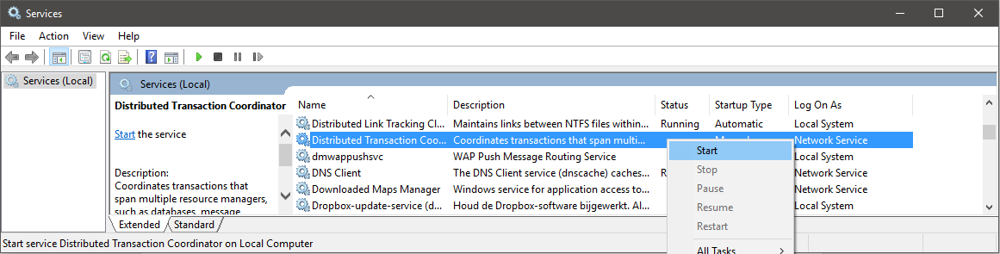 Services
File Action View Help
Services (Local)
Services (Local)
Distributed Transaction Coordinator
Start the service
Description:
Coordinates transactions that
span multiple resource managers,
such as databases, message
Name Description Status Startup Type Log On As
Distributed Link Tracking Cl... Maintains links between NTFS files within... Running Automatic Local System
Distributed Transaction Coo... Coordinates transactions that span multi... Network Service
dmwappushsvc WAP Push Message Routing Service Local System
DNS Client The DNS Client service (dnscache) caches... Network Service
Downloaded Maps Manager Windows service for application access to... Network Service
Dropbox-update-service (d... Houd de Dropbox-software bijgewerkt. Al... Local System
Start
Stop
Pause
Resume
Restart
All Tasks
Extended Standard
Start service Distributed Transaction Coordinator on Local Computer